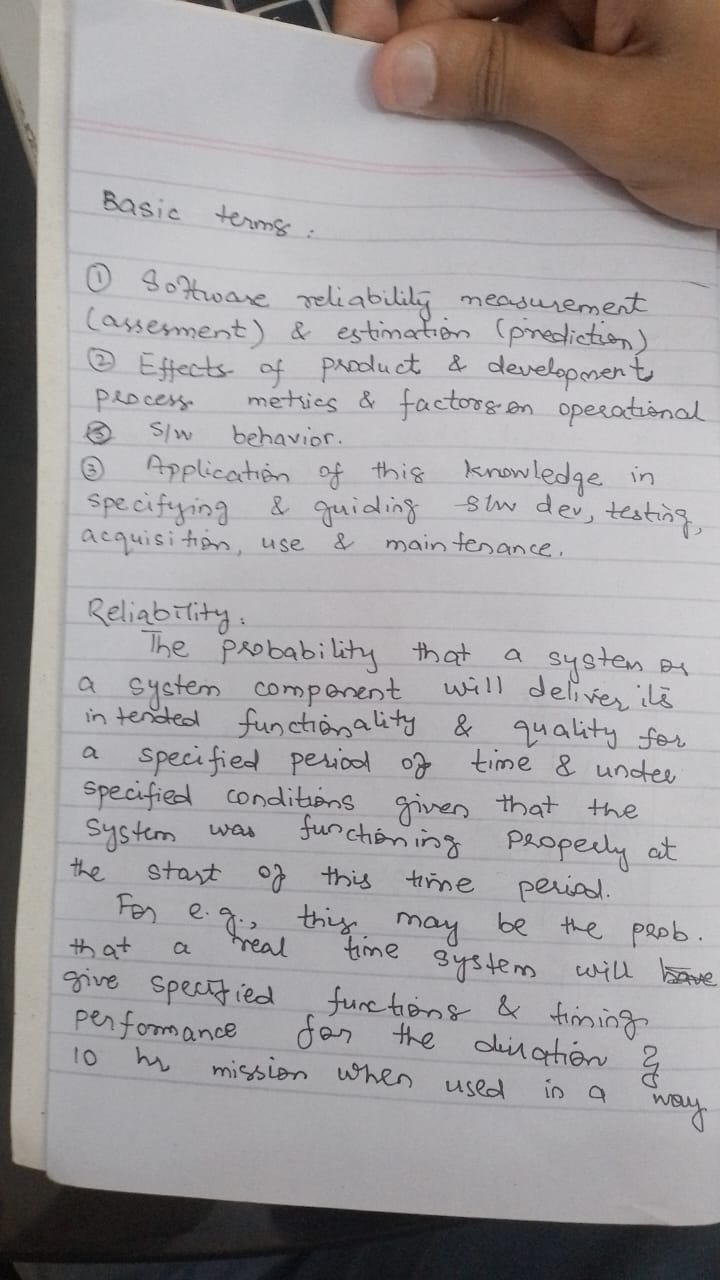 Basic terms :
① Software reliability measurement
(assesment) & estimation (prediction)
② Effects of product & development
process metrics & factors on operational
③ S/W behavior.
③ Application of this knowledge in
specifying & guiding S/W dev, testing,
acquisition, use & maintenance.
Reliability :
The probability that a system or
a system component will deliver its
intended functionality & quality for
a specified period of time & under
specified conditions given that the
system was functioning properly at
the start of this time period.
For e.g., this may be the prob.
that a real time system will have
give specified functions & timing
performance for the duration of
10 hr mission when used in a way